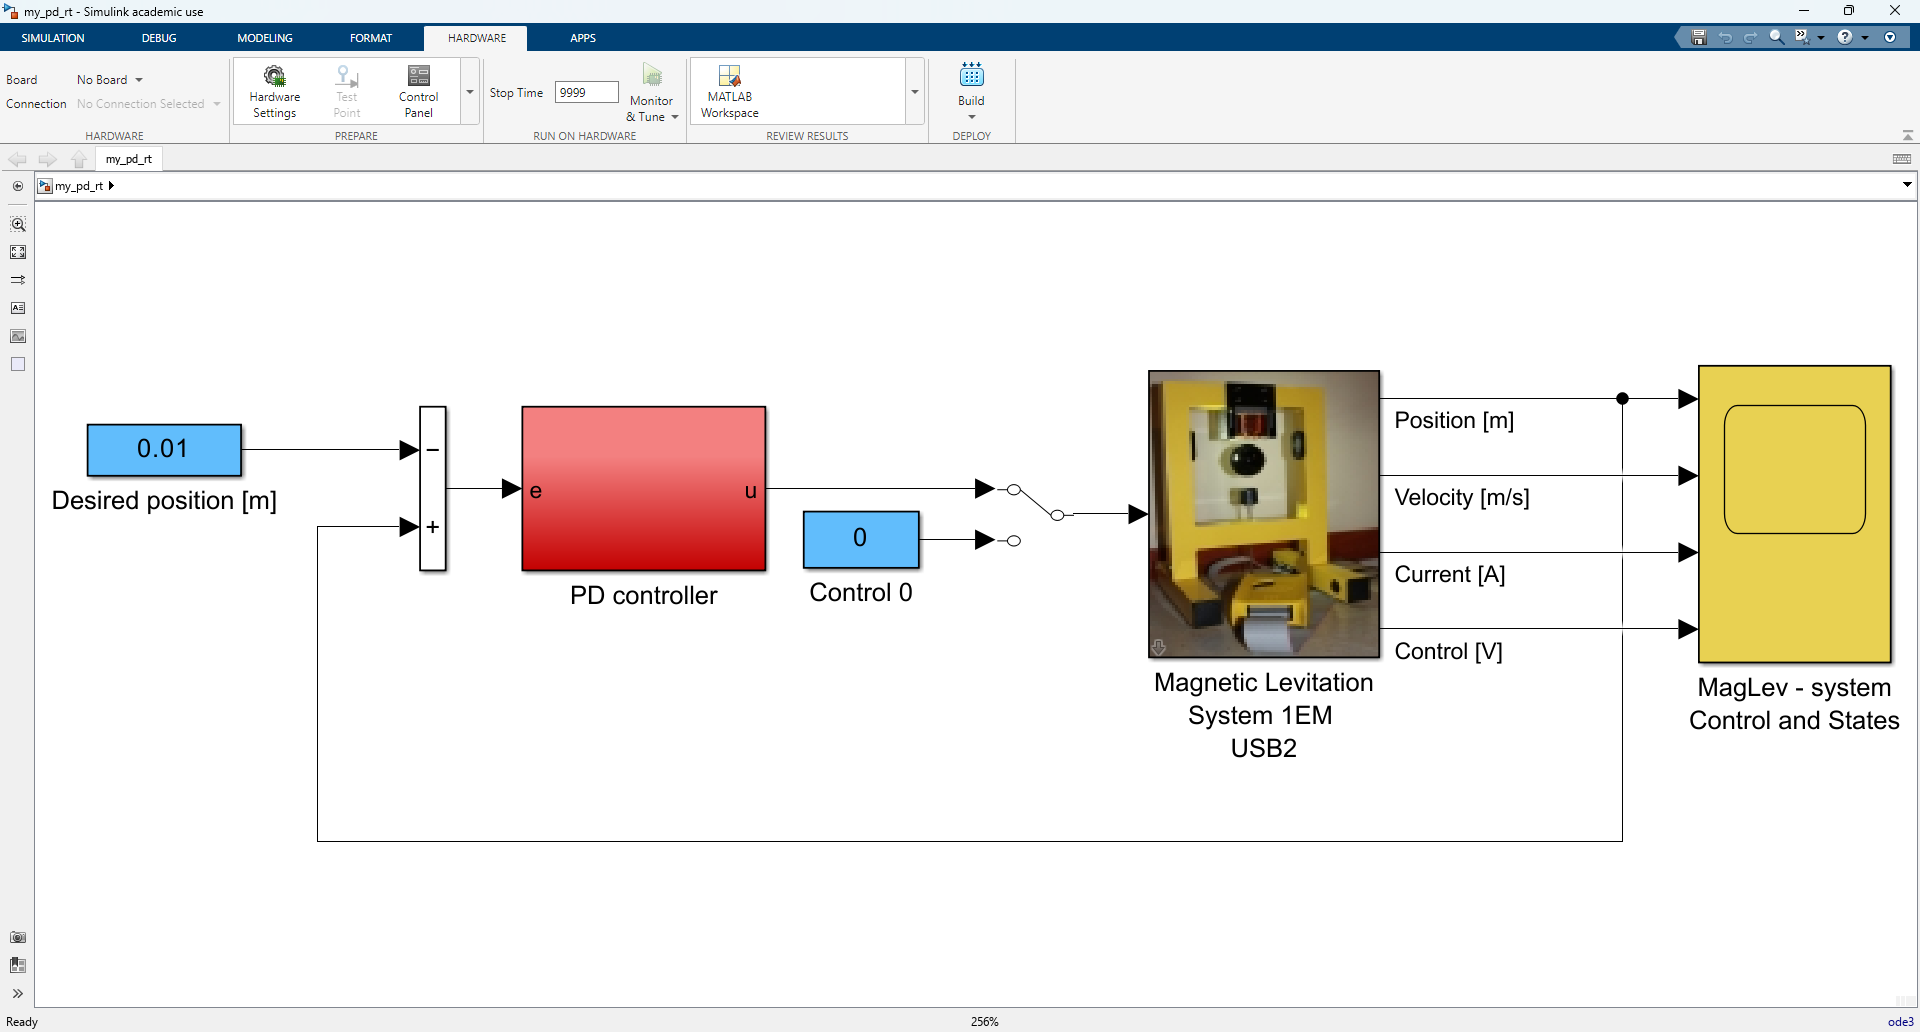 my_pd_rt - Simulink academic use
SIMULATION DEBUG MODELING FORMAT HARDWARE APPS
Board No Board
Connection No Connection Selected
Hardware Settings
Test Point
Control Panel
Stop Time 9999
Monitor & Tune
MATLAB Workspace
Build
HARDWARE PREPARE RUN ON HARDWARE REVIEW RESULTS DEPLOY
my_pd_rt
my_pd_rt
0.01
Desired position [m]
−
+
e u
PD controller
0
Control 0
Magnetic Levitation
System 1EM
USB2
Position [m]
Velocity [m/s]
Current [A]
Control [V]
MagLev - system
Control and States
Ready 256% ode3